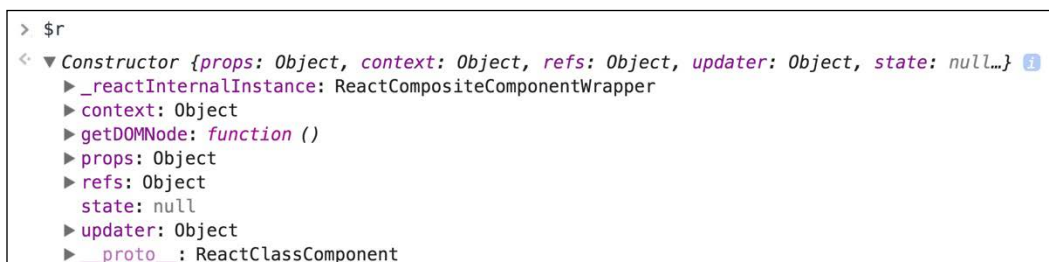 > $r
Constructor {props: Object, context: Object, refs: Object, updater: Object, state: null…}
_reactInternalInstance: ReactCompositeComponentWrapper
context: Object
getDOMNode: function ()
props: Object
refs: Object
state: null
updater: Object
__proto__: ReactClassComponent